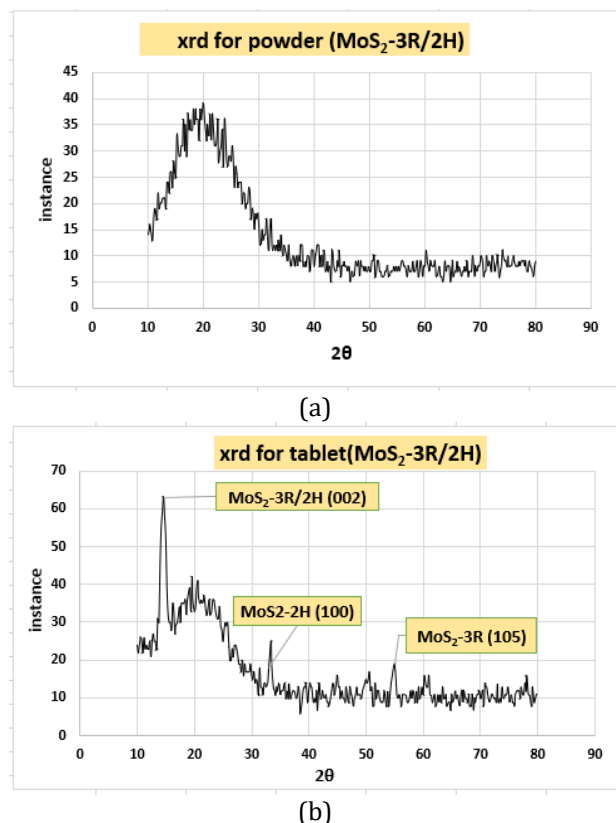 xrd for powder (MoS₂-3R/2H)
45
40
35
30
25
20
15
10
5
0
instance
0 10 20 30 40 50 60 70 80 90
2θ
(a)
xrd for tablet(MoS₂-3R/2H)
70
60
50
40
30
20
10
0
instance
MoS₂-3R/2H (002)
MoS2-2H (100)
MoS₂-3R (105)
0 10 20 30 40 50 60 70 80 90
2θ
(b)